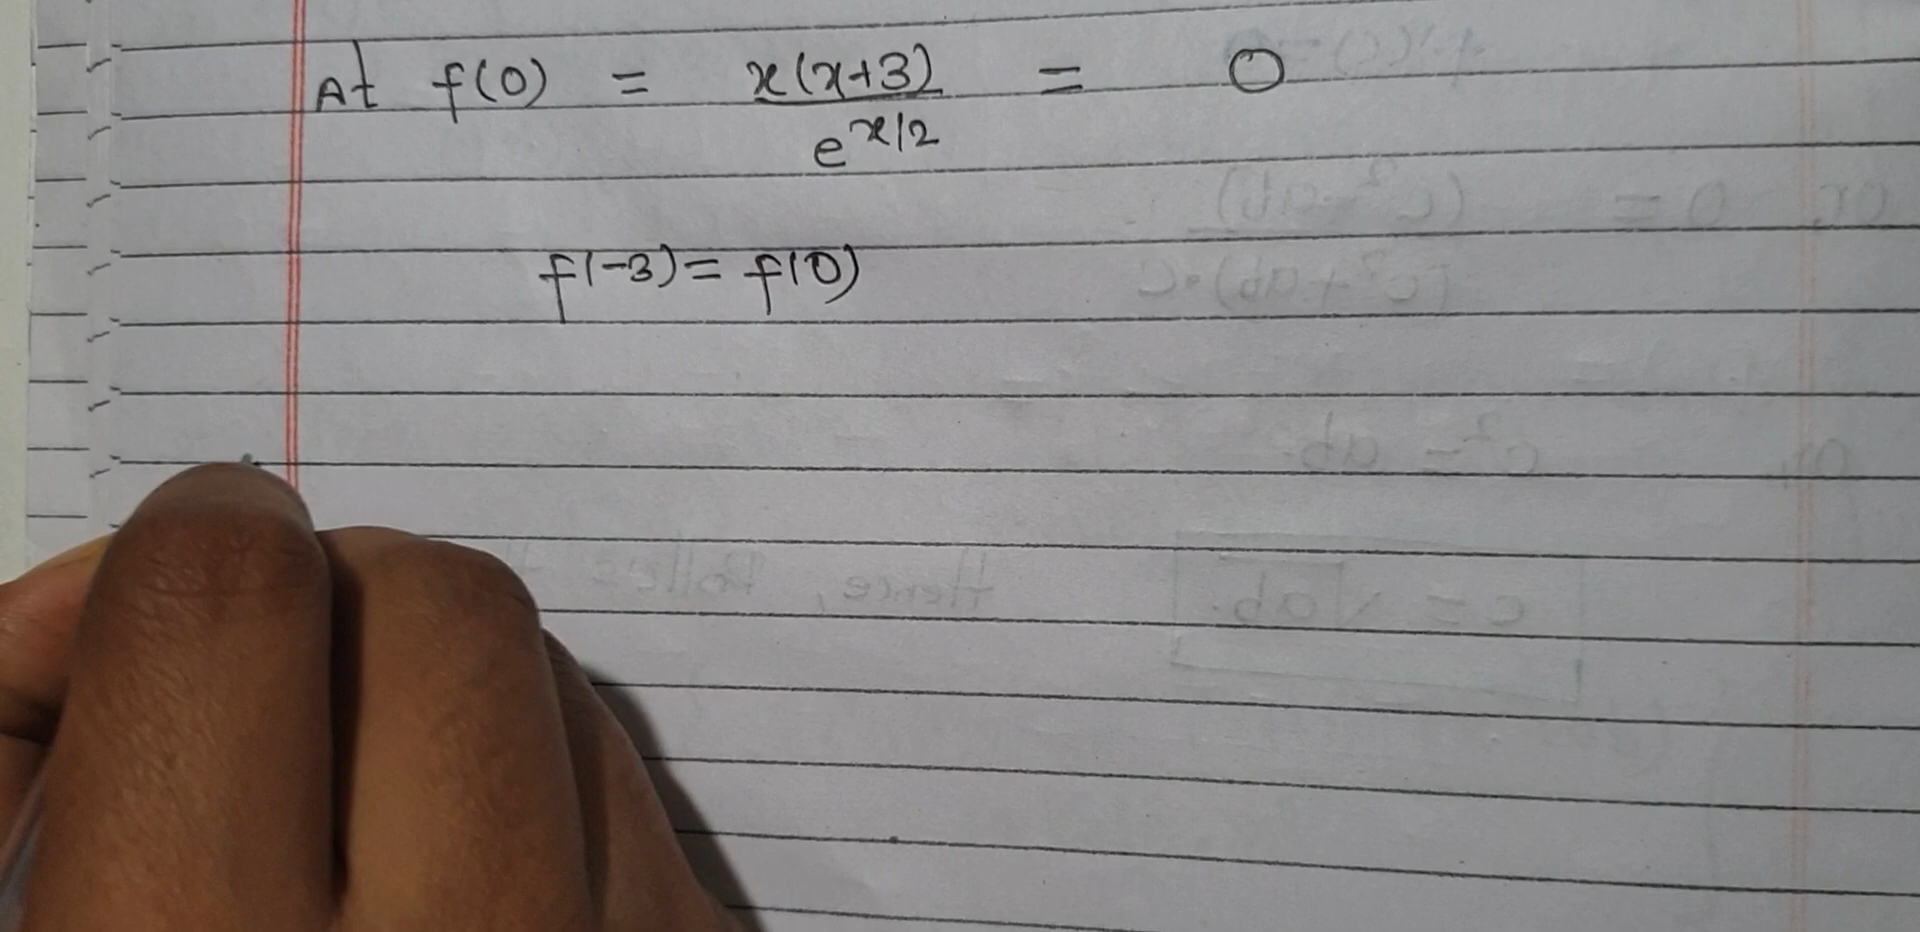 At f(0) = x(x+3) / e^x/2 = 0
f(-3) = f(0)